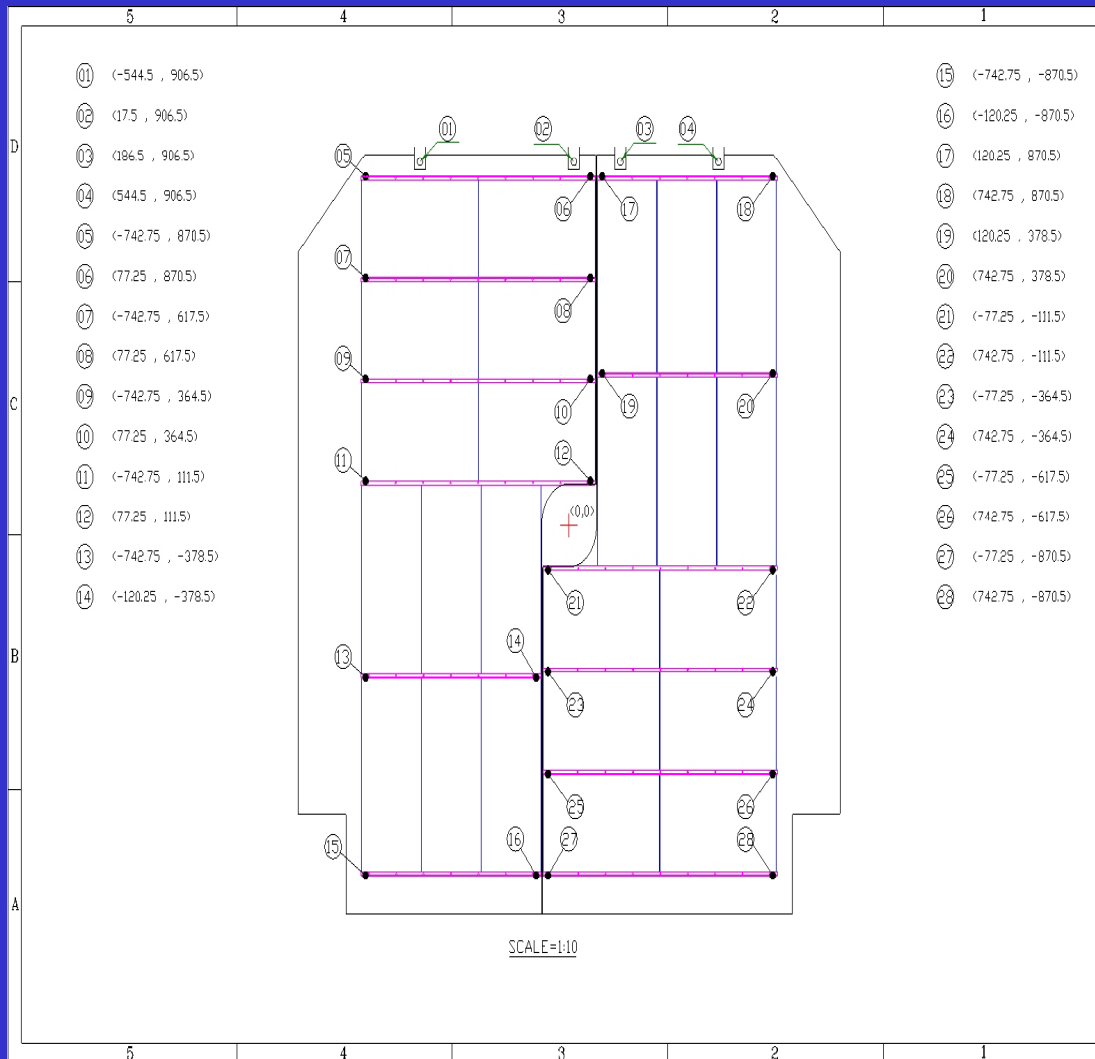 5 4 3 2 1
01 (-544.5 , 906.5)
02 (17.5 , 906.5)
03 (186.5 , 906.5)
04 (544.5 , 906.5)
05 (-742.75 , 870.5)
06 (77.25 , 870.5)
07 (-742.75 , 617.5)
08 (77.25 , 617.5)
09 (-742.75 , 364.5)
10 (77.25 , 364.5)
11 (-742.75 , 111.5)
12 (77.25 , 111.5)
13 (-742.75 , -378.5)
14 (-120.25 , -378.5)
15 (-742.75 , -870.5)
16 (-120.25 , -870.5)
17 (120.25 , 870.5)
18 (742.75 , 870.5)
19 (120.25 , 378.5)
20 (742.75 , 378.5)
21 (-77.25 , -111.5)
22 (742.75 , -111.5)
23 (-77.25 , -364.5)
24 (742.75 , -364.5)
25 (-77.25 , -617.5)
26 (742.75 , -617.5)
27 (-77.25 , -870.5)
28 (742.75 , -870.5)
D
C
B
A
01 02 03 04
05
06 17 18
07
08
09
10 19 20
11 12
(0,0)
21 22
13 14
23 24
25 26
15 16 27 28
SCALE=1:10
5 4 3 2 1